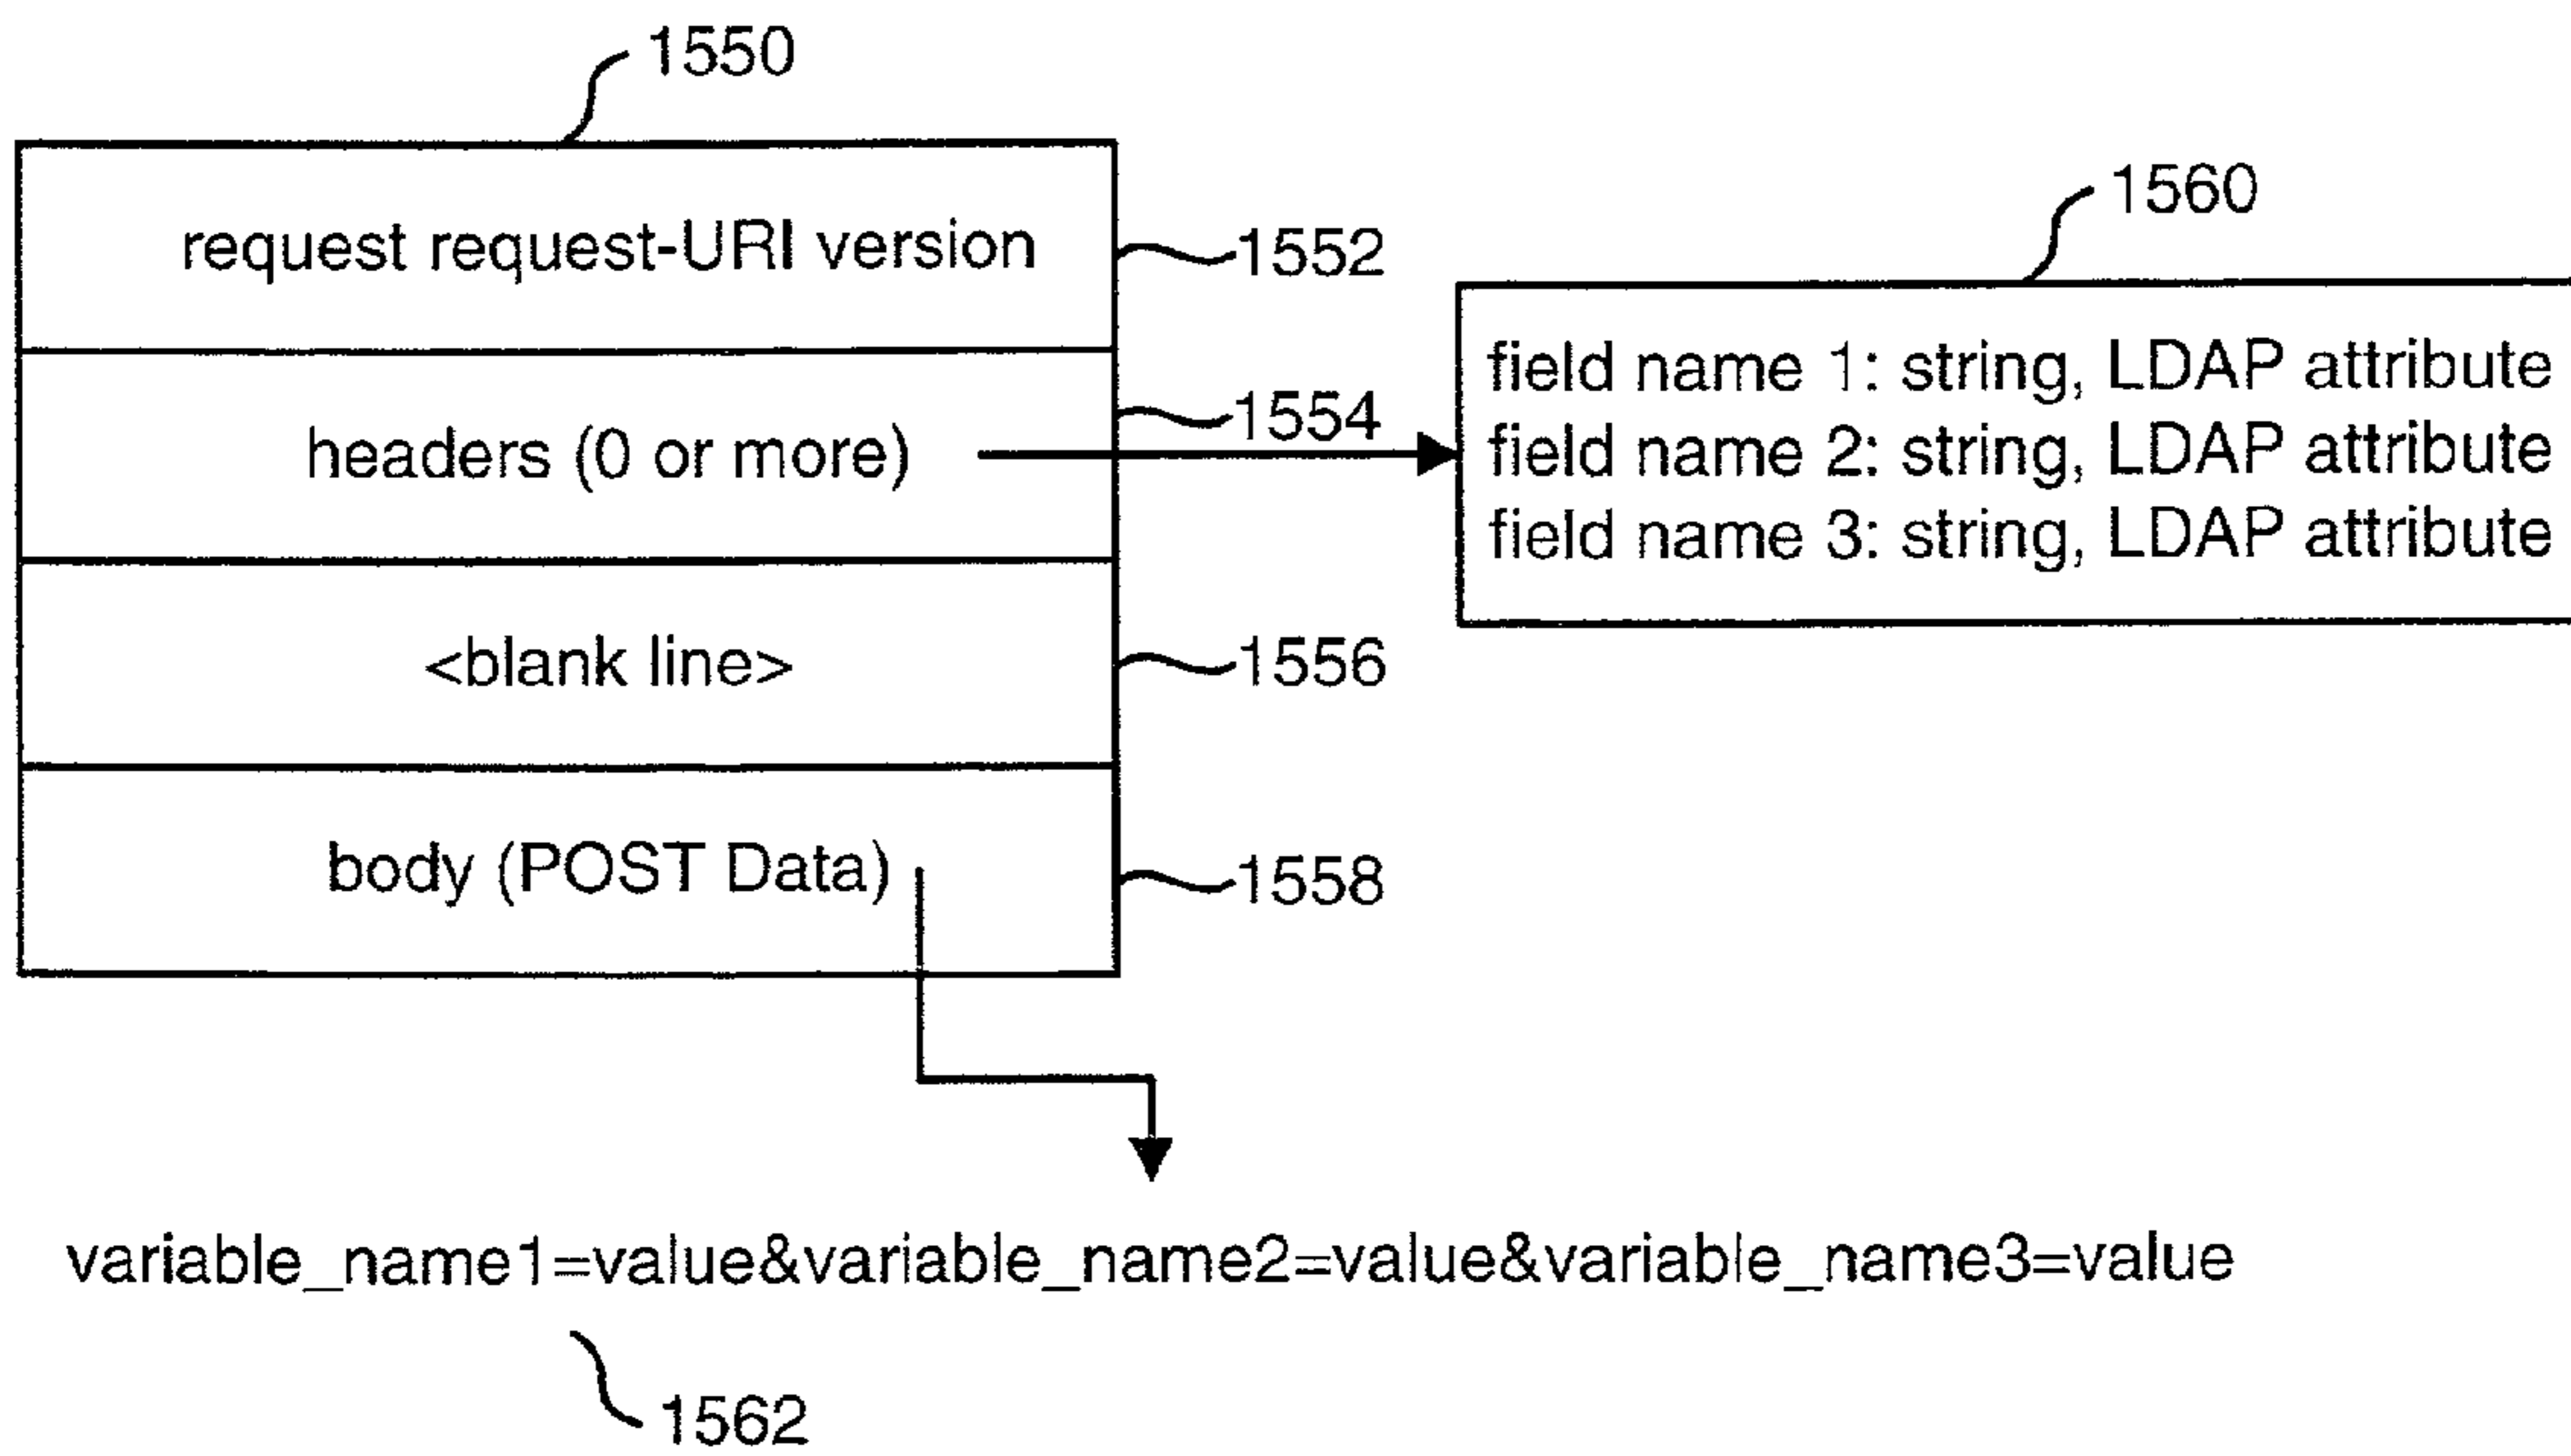 1550
request request-URI version
1552
1560
headers (0 or more)
1554
field name 1: string, LDAP attribute
field name 2: string, LDAP attribute
field name 3: string, LDAP attribute
<blank line>
1556
body (POST Data)
1558
variable_name1=value&variable_name2=value&variable_name3=value
1562